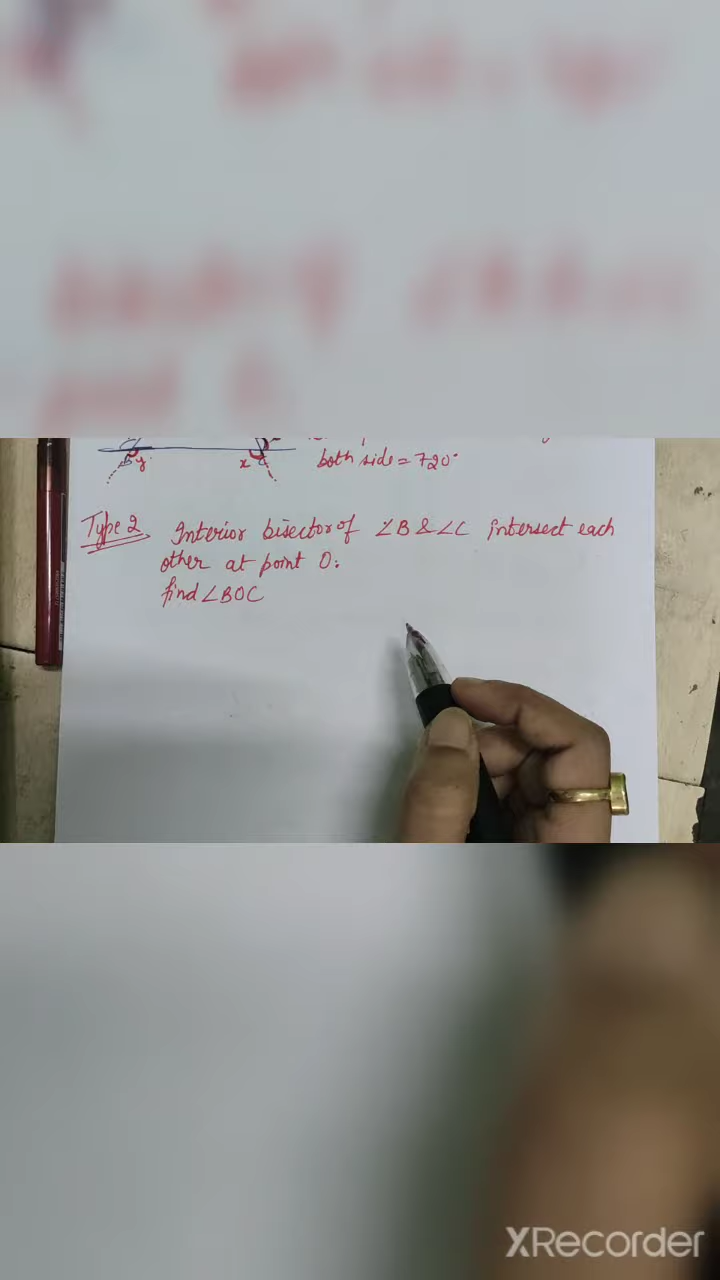 both side = 720°
y
x
Type 2 Interior bisector of ∠B & ∠C intersect each
other at point O.
find ∠BOC
XRecorder